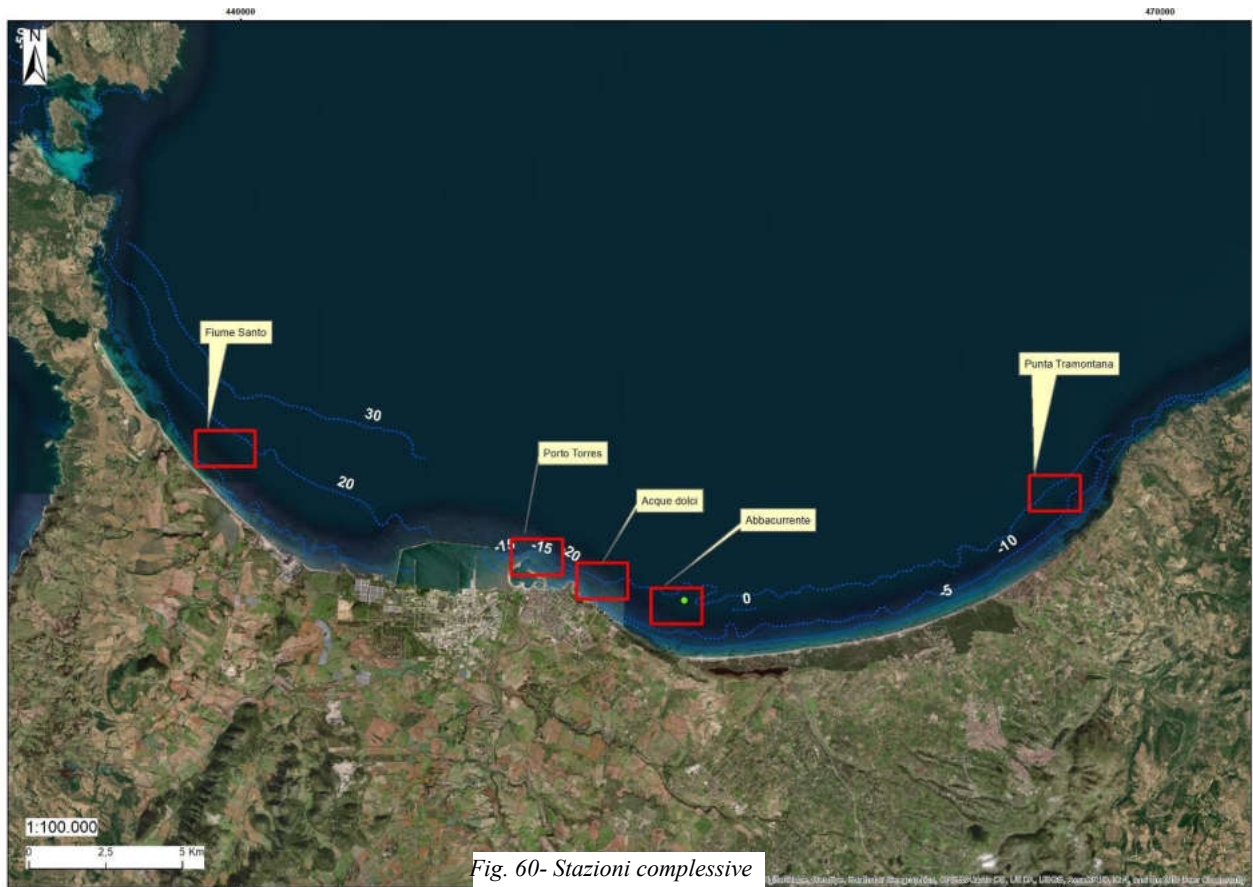 440000
470000
N
Fiume Santo
Punta Tramontana
30
Porto Torres
20
Acque dolci
Abbacurrente
-15
-15
-20
-10
0
-5
1:100.000
0 2,5 5 Km
Fig. 60- Stazioni complessive